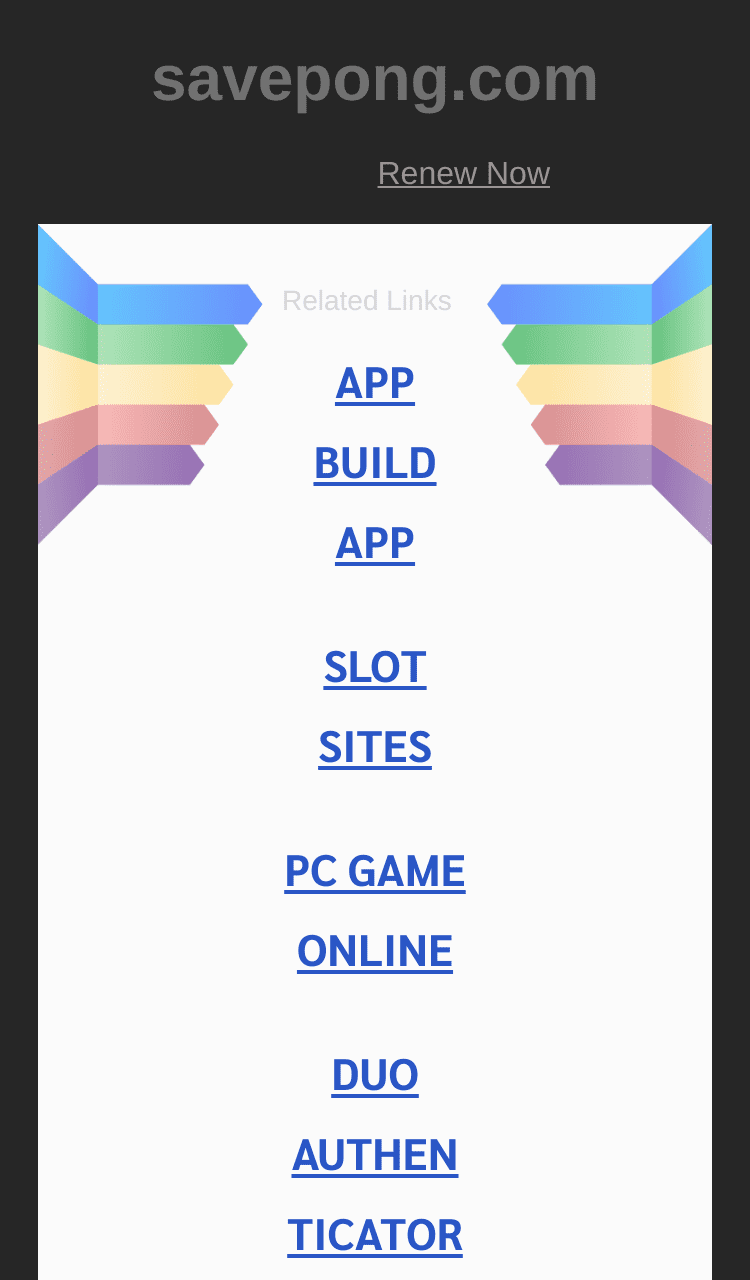 savepong.com
Renew Now
Related Links
APP
BUILD
APP
SLOT
SITES
PC GAME
ONLINE
DUO
AUTHEN
TICATOR